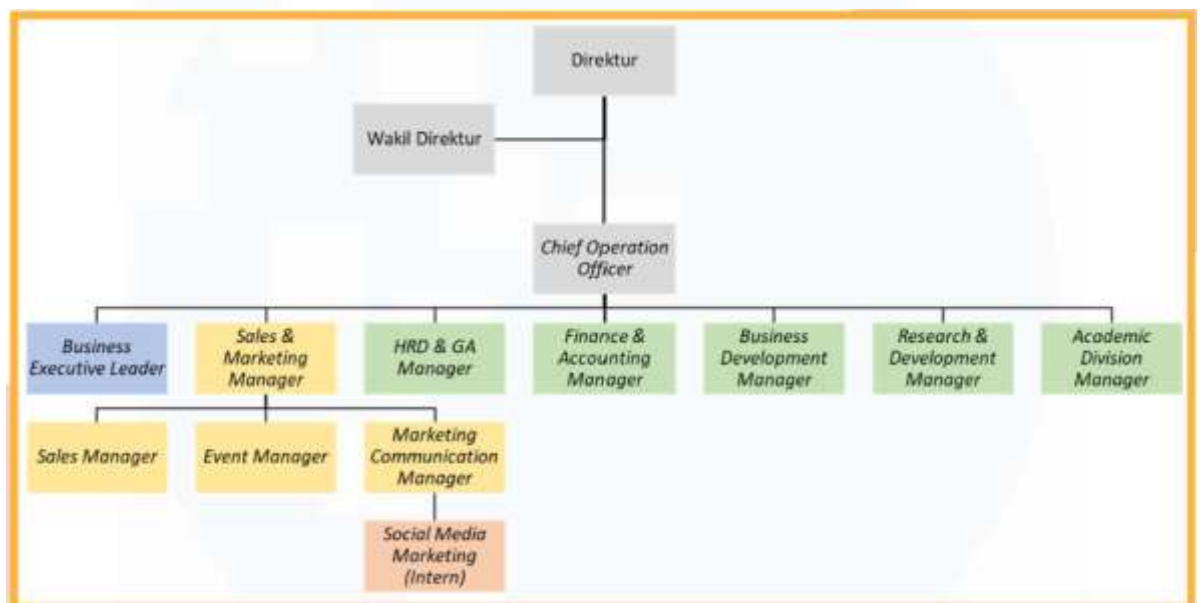 Direktur
Wakil Direktur
Chief Operation
Officer
Business
Executive Leader
Sales &
Marketing
Manager
HRD & GA
Manager
Finance &
Accounting
Manager
Business
Development
Manager
Research &
Development
Manager
Academic
Division
Manager
Sales Manager
Event Manager
Marketing
Communication
Manager
Social Media
Marketing
(Intern)